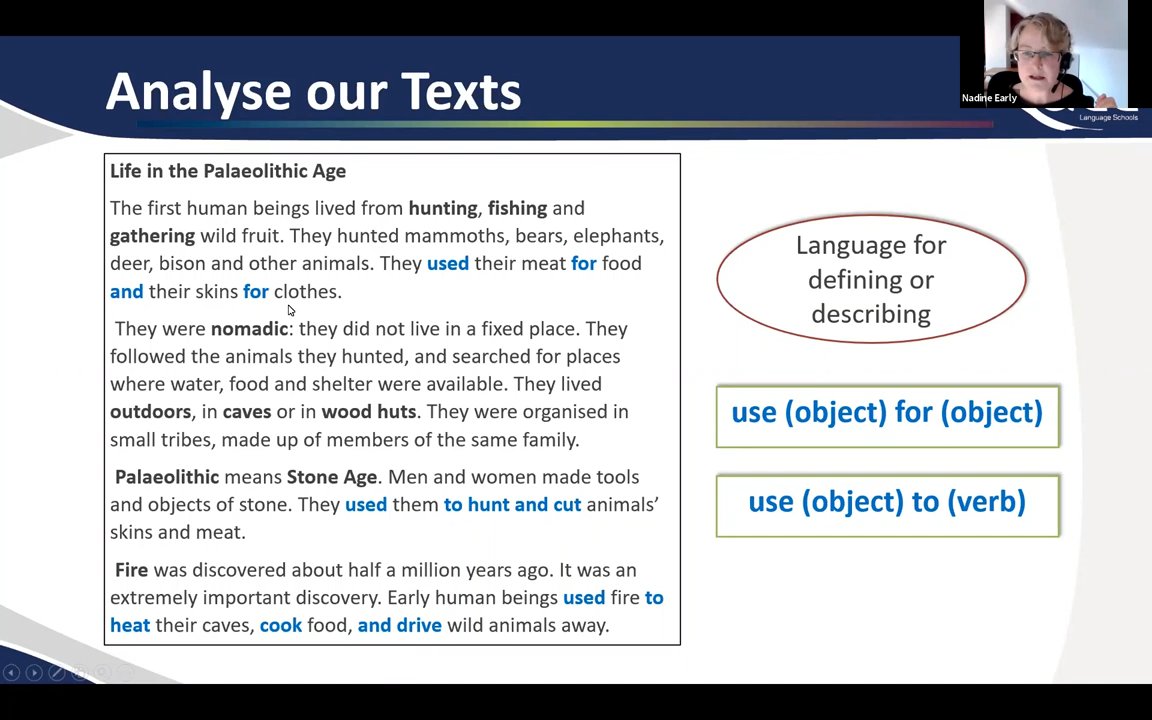 Analyse our Texts
Nadine Early
Language Schools
Life in the Palaeolithic Age
The first human beings lived from hunting, fishing and
gathering wild fruit. They hunted mammoths, bears, elephants,
deer, bison and other animals. They used their meat for food
and their skins for clothes.
They were nomadic: they did not live in a fixed place. They
followed the animals they hunted, and searched for places
where water, food and shelter were available. They lived
outdoors, in caves or in wood huts. They were organised in
small tribes, made up of members of the same family.
Palaeolithic means Stone Age. Men and women made tools
and objects of stone. They used them to hunt and cut animals’
skins and meat.
Fire was discovered about half a million years ago. It was an
extremely important discovery. Early human beings used fire to
heat their caves, cook food, and drive wild animals away.
Language for
defining or
describing
use (object) for (object)
use (object) to (verb)